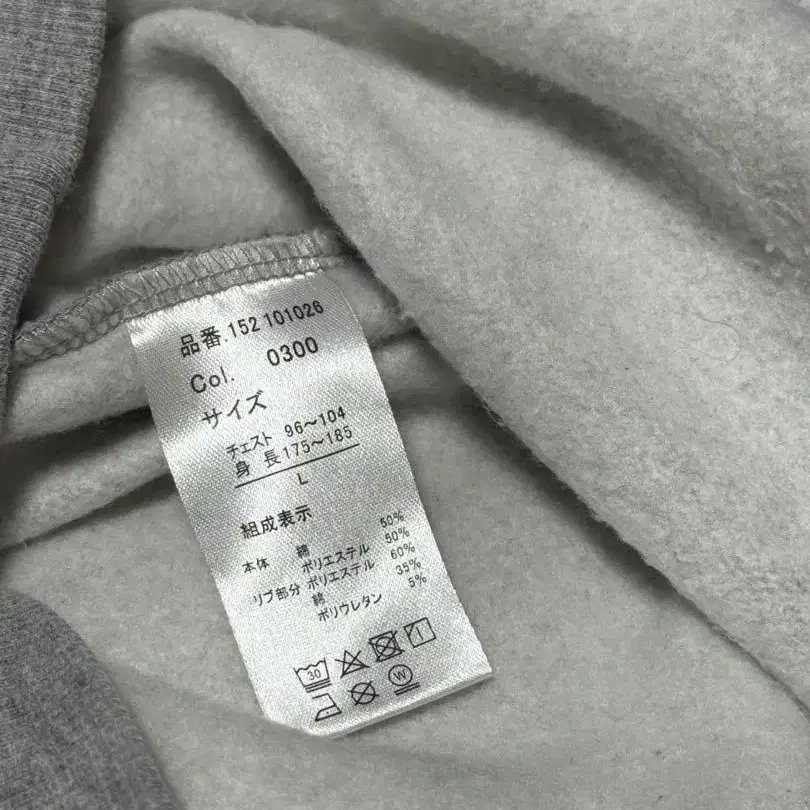 品番.152101026
Col. 0300
サイズ
チェスト 96～104
身長 175～185
L
組成表示
本体 綿 50%
ポリエステル 50%
リブ部分 ポリエステル 60%
綿 35%
ポリウレタン 5%
30
W